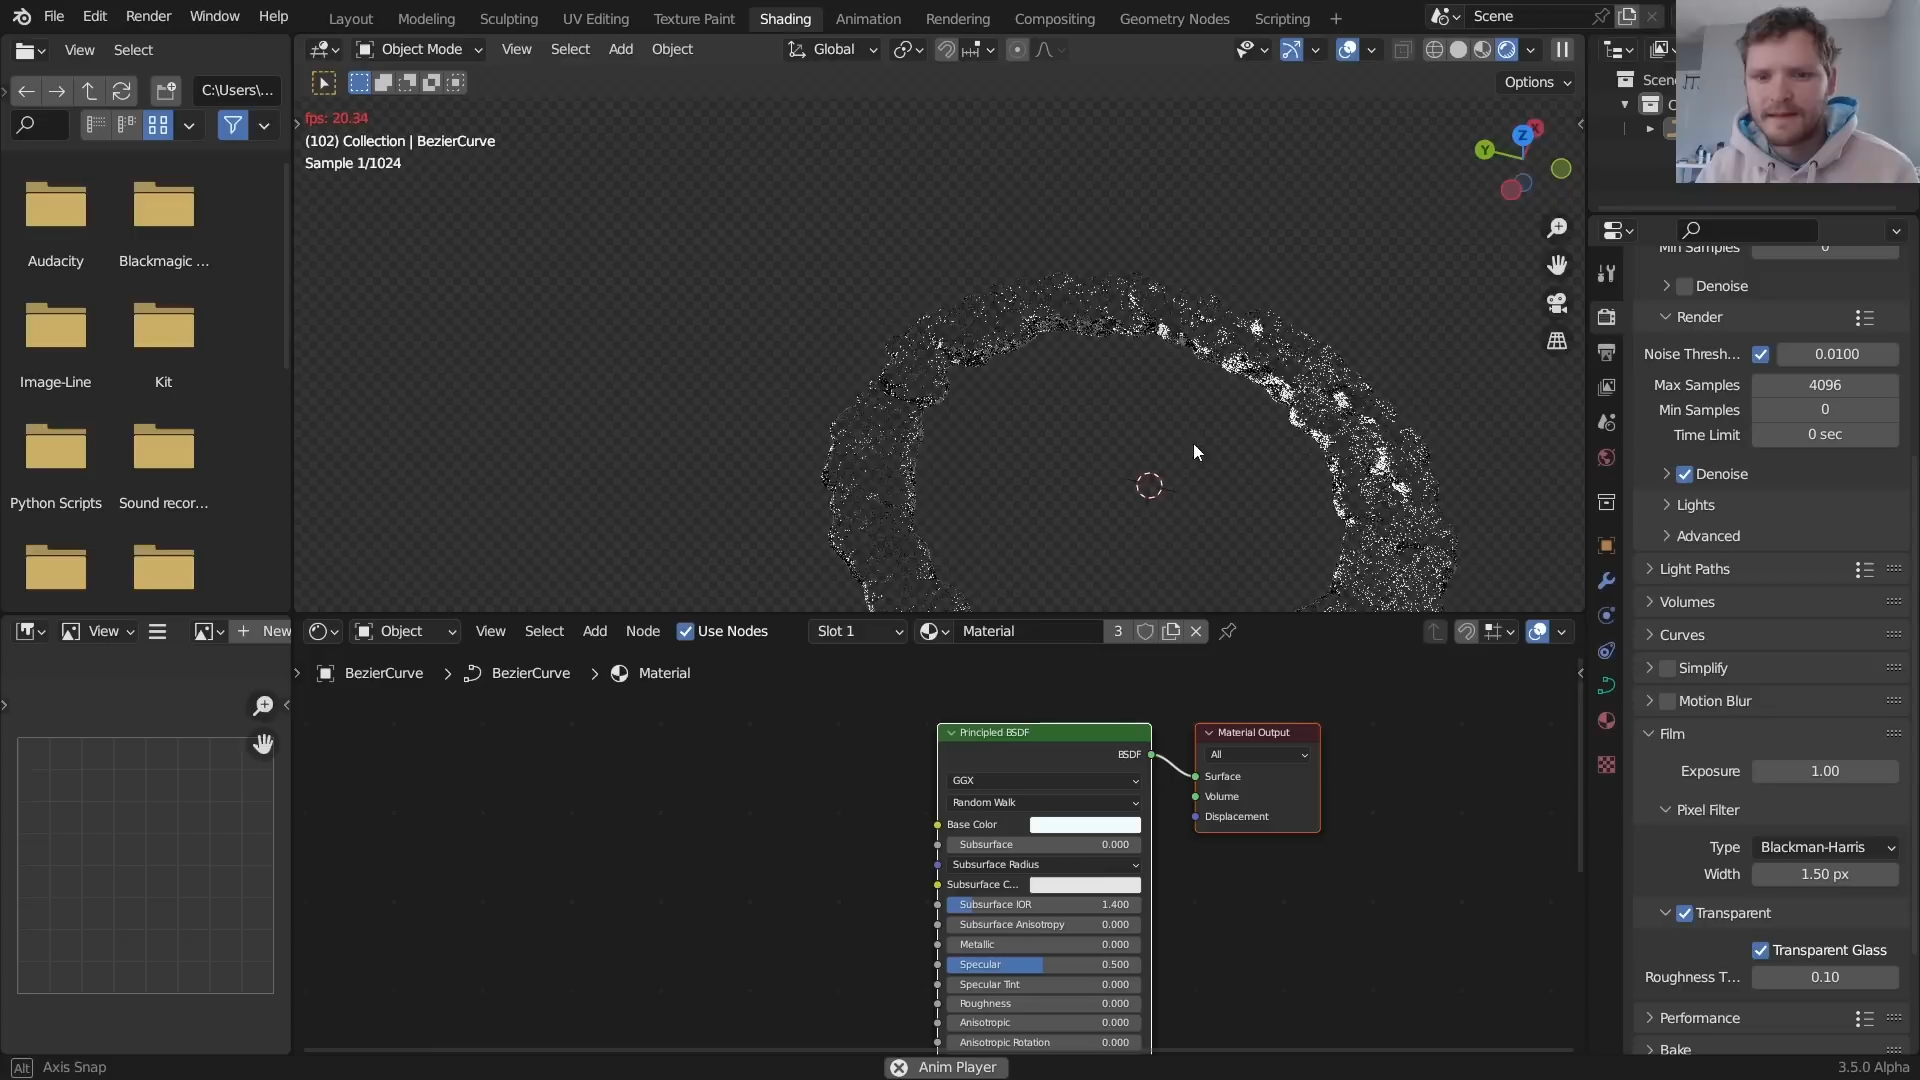 File Edit Render Window Help
Layout Modeling Sculpting UV Editing Texture Paint Shading Animation Rendering Compositing Geometry Nodes Scripting +
Scene
View Select
Object Mode View Select Add Object
Global
Options
C:\Users\...
fps: 20.34
(102) Collection | BezierCurve
Sample 1/1024
X
Y
Z
Audacity
Blackmagic ...
Image-Line
Kit
Python Scripts
Sound recor...
Scen
C
Min Samples 0
Denoise
Render
Noise Thresh... 0.0100
Max Samples 4096
Min Samples 0
Time Limit 0 sec
Denoise
Lights
Advanced
Light Paths
Volumes
Curves
Simplify
Motion Blur
Film
Exposure 1.00
Pixel Filter
Type Blackman-Harris
Width 1.50 px
Transparent
Transparent Glass
Roughness T... 0.10
Performance
Bake
View
New
Object View Select Add Node Use Nodes
Slot 1
Material 3
BezierCurve > BezierCurve > Material
Principled BSDF
BSDF
GGX
Random Walk
Base Color
Subsurface 0.000
Subsurface Radius
Subsurface C...
Subsurface IOR 1.400
Subsurface Anisotropy 0.000
Metallic 0.000
Specular 0.500
Specular Tint 0.000
Roughness 0.000
Anisotropic 0.000
Anisotropic Rotation 0.000
Material Output
All
Surface
Volume
Displacement
Alt Axis Snap
Anim Player
3.5.0 Alpha